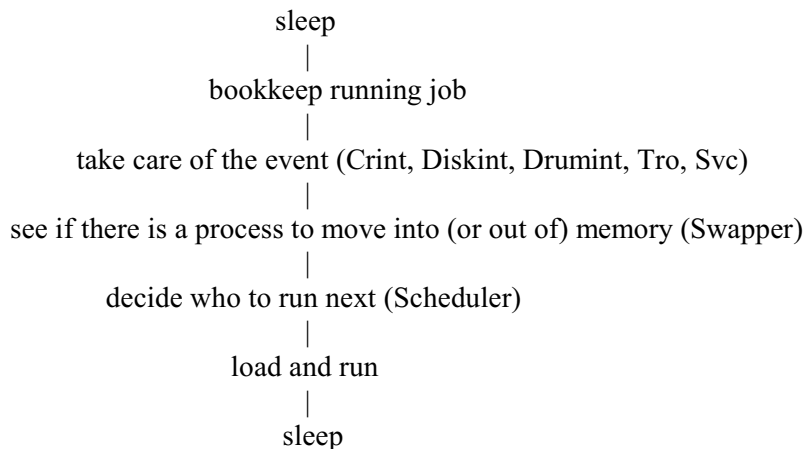 sleep
|
bookkeep running job
|
take care of the event (Crint, Diskint, Drumint, Tro, Svc)
|
see if there is a process to move into (or out of) memory (Swapper)
|
decide who to run next (Scheduler)
|
load and run
|
sleep